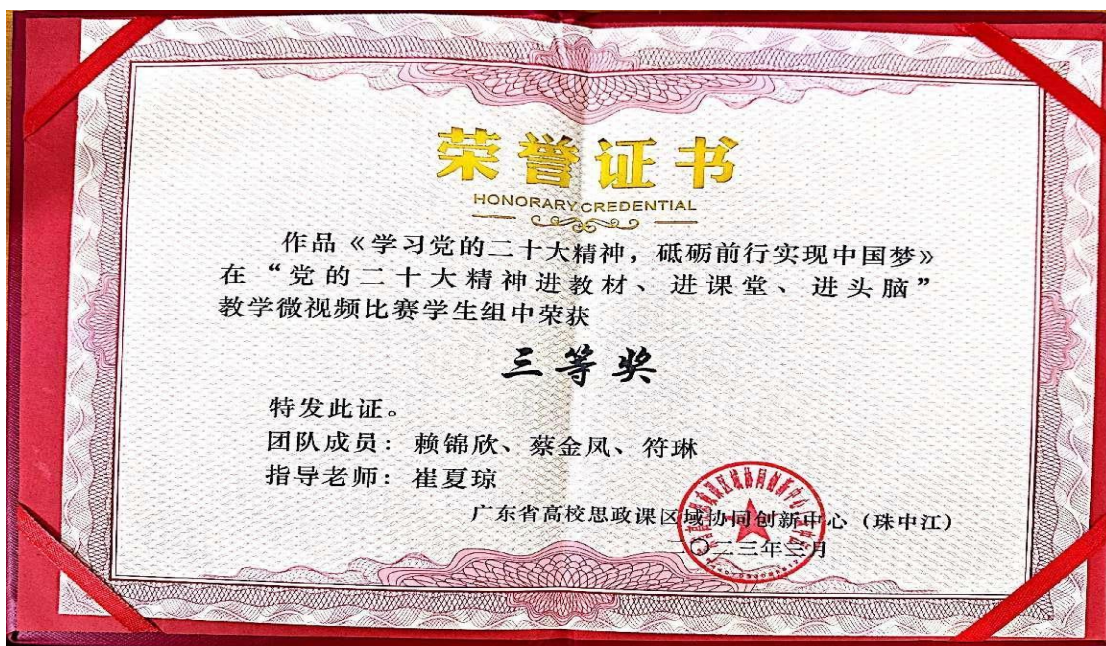 荣誉证书
HONORARY CREDENTIAL
作品《学习党的二十大精神，砥砺前行实现中国梦》
在“党的二十大精神进教材、进课堂、进头脑”
教学微视频比赛学生组中荣获
三等奖
特发此证。
团队成员：赖锦欣、蔡金凤、符琳
指导老师：崔夏琼
广东省高校思政课区域协同创新中心（珠中江）
二〇二三年三月